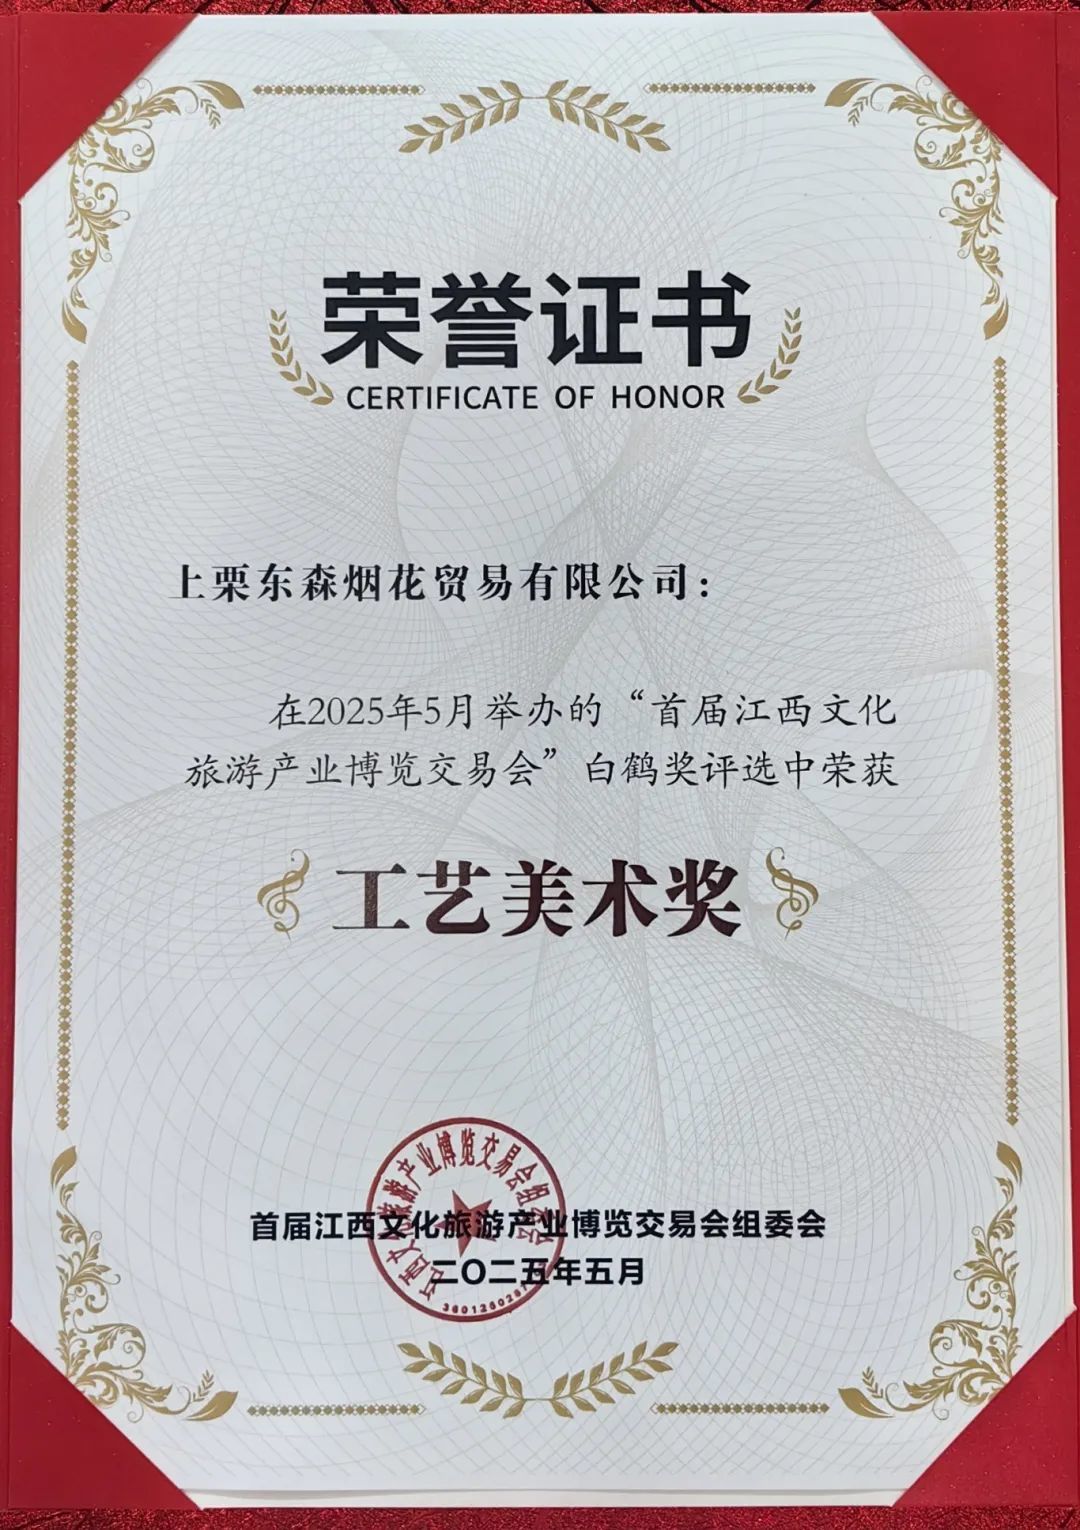 荣誉证书
CERTIFICATE OF HONOR
上栗东森烟花贸易有限公司：
在2025年5月举办的“首届江西文化
旅游产业博览交易会”白鹤奖评选中荣获
工艺美术奖
首届江西文化旅游产业博览交易会组委会
二〇二五年五月